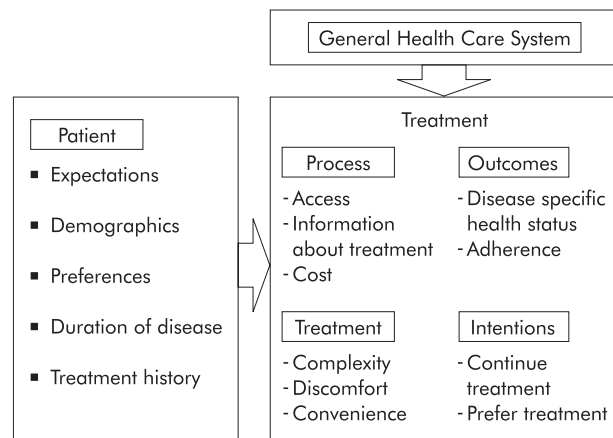 General Health Care System
Patient
■ Expectations
■ Demographics
■ Preferences
■ Duration of disease
■ Treatment history
Treatment
Process
- Access
- Information
about treatment
- Cost
Outcomes
- Disease specific
health status
- Adherence
Treatment
- Complexity
- Discomfort
- Convenience
Intentions
- Continue
treatment
- Prefer treatment